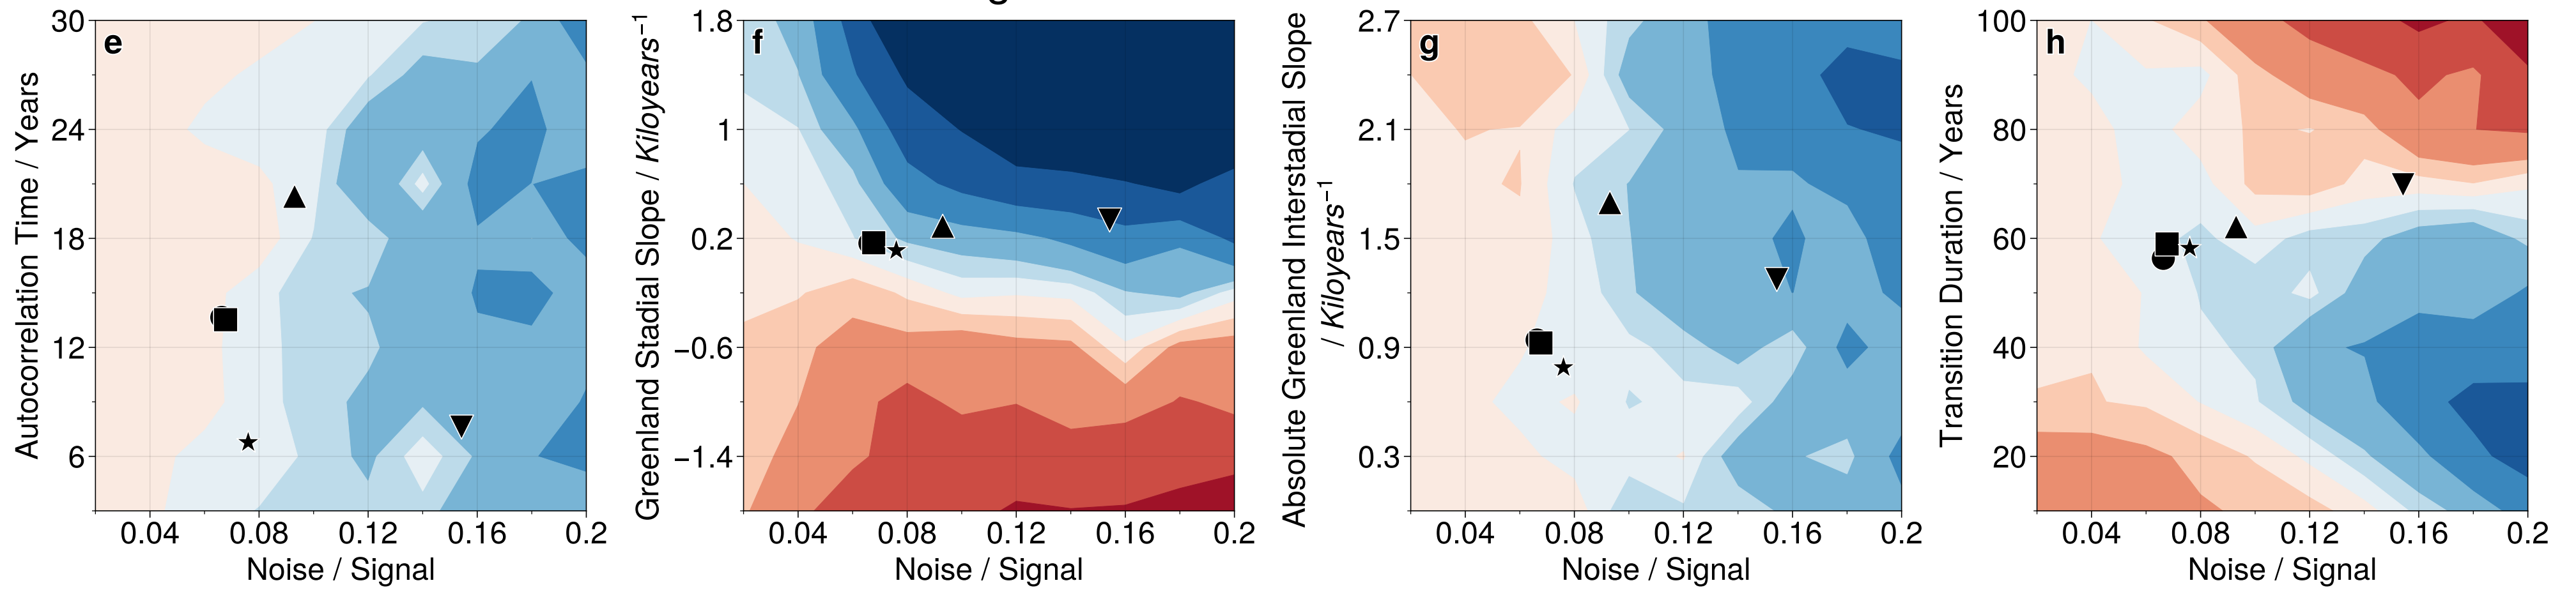 e
30
24
18
12
6
0.04 0.08 0.12 0.16 0.2
Noise / Signal
Autocorrelation Time / Years
f
1.8
1
0.2
−0.6
−1.4
0.04 0.08 0.12 0.16 0.2
Noise / Signal
Greenland Stadial Slope / Kiloyears⁻¹
g
2.7
2.1
1.5
0.9
0.3
0.04 0.08 0.12 0.16 0.2
Noise / Signal
Absolute Greenland Interstadial Slope
/ Kiloyears⁻¹
h
100
80
60
40
20
0.04 0.08 0.12 0.16 0.2
Noise / Signal
Transition Duration / Years